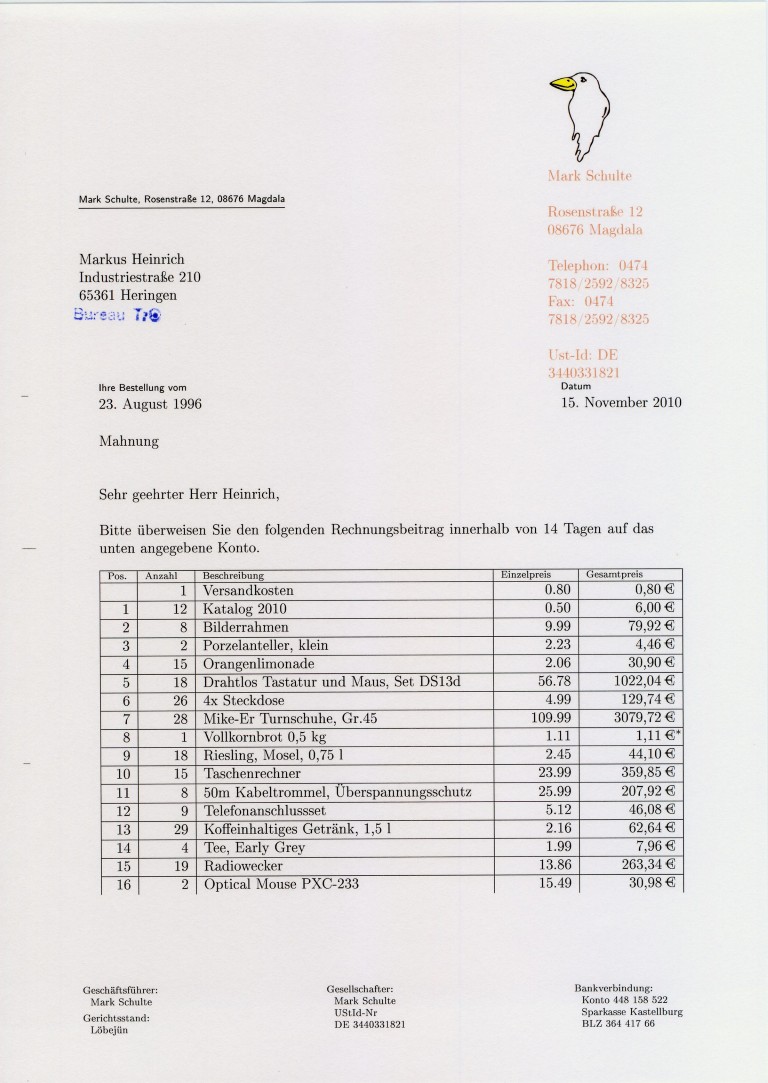 Mark Schulte
Rosenstraße 12
08676 Magdala
Telephon: 0474
7818/2592/8325
Fax: 0474
7818/2592/8325
Ust-Id: DE
3440331821
Mark Schulte, Rosenstraße 12, 08676 Magdala
Markus Heinrich
Industriestraße 210
65361 Heringen
Bureau
Ihre Bestellung vom
23. August 1996
Datum
15. November 2010
Mahnung
Sehr geehrter Herr Heinrich,
Bitte überweisen Sie den folgenden Rechnungsbeitrag innerhalb von 14 Tagen auf das
unten angegebene Konto.
Pos. Anzahl Beschreibung Einzelpreis Gesamtpreis
1 Versandkosten 0.80 0,80 €
1 12 Katalog 2010 0.50 6,00 €
2 8 Bilderrahmen 9.99 79,92 €
3 2 Porzelanteller, klein 2.23 4,46 €
4 15 Orangenlimonade 2.06 30,90 €
5 18 Drahtlos Tastatur und Maus, Set DS13d 56.78 1022,04 €
6 26 4x Steckdose 4.99 129,74 €
7 28 Mike-Er Turnschuhe, Gr.45 109.99 3079,72 €
8 1 Vollkornbrot 0,5 kg 1.11 1,11 €*
9 18 Riesling, Mosel, 0,75 l 2.45 44,10 €
10 15 Taschenrechner 23.99 359,85 €
11 8 50m Kabeltrommel, Überspannungsschutz 25.99 207,92 €
12 9 Telefonanschlussset 5.12 46,08 €
13 29 Koffeinhaltiges Getränk, 1,5 l 2.16 62,64 €
14 4 Tee, Early Grey 1.99 7,96 €
15 19 Radiowecker 13.86 263,34 €
16 2 Optical Mouse PXC-233 15.49 30,98 €
Geschäftsführer:
Mark Schulte
Gerichtsstand:
Löbejün
Gesellschafter:
Mark Schulte
UStId-Nr
DE 3440331821
Bankverbindung:
Konto 448 158 522
Sparkasse Kastellburg
BLZ 364 417 66